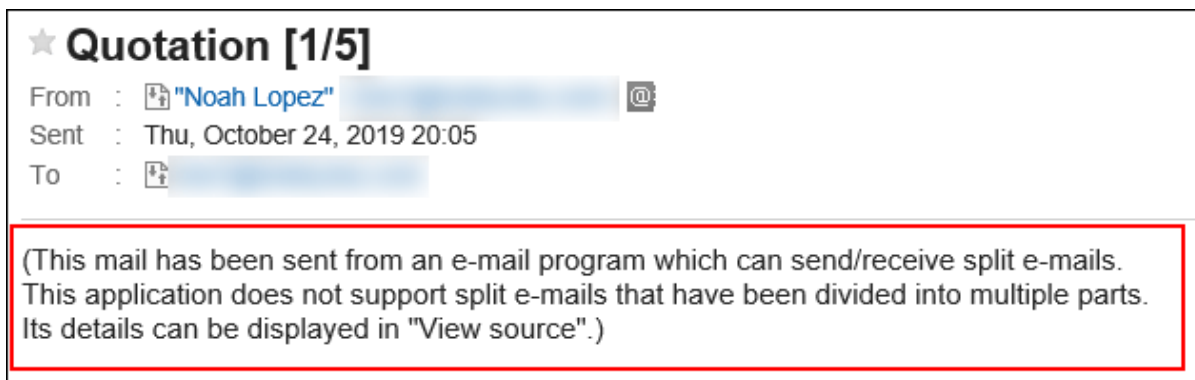 Quotation [1/5]
From : "Noah Lopez" @
Sent : Thu, October 24, 2019 20:05
To :
(This mail has been sent from an e-mail program which can send/receive split e-mails.
This application does not support split e-mails that have been divided into multiple parts.
Its details can be displayed in "View source".)